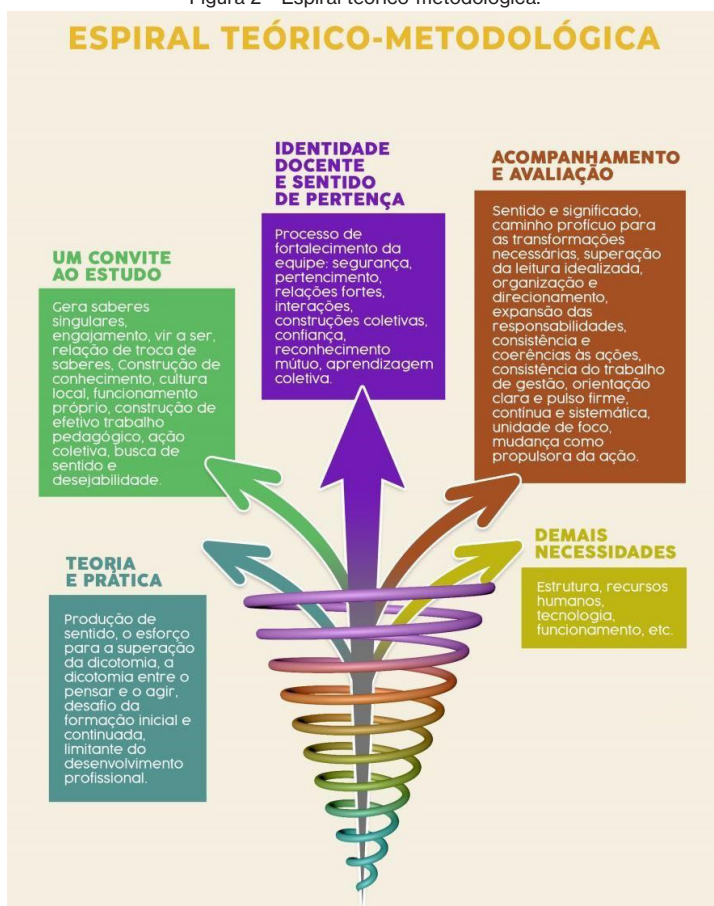 Figura 2 – Espiral teórico-metodológica.
ESPIRAL TEÓRICO-METODOLÓGICA
IDENTIDADE
DOCENTE
E SENTIDO
DE PERTENÇA
Processo de
fortalecimento da
equipe: segurança,
pertencimento,
relações fortes,
interações,
construções coletivas,
confiança,
reconhecimento
mútuo, aprendizagem
coletiva.
ACOMPANHAMENTO
E AVALIAÇÃO
Sentido e significado,
caminho profícuo para
as transformações
necessárias, superação
da leitura idealizada,
organização e
direcionamento,
expansão das
responsabilidades,
consistência e
coerências às ações,
consistência do trabalho
de gestão, orientação
clara e pulso firme,
contínua e sistemática,
unidade de foco,
mudança como
propulsora da ação.
UM CONVITE
AO ESTUDO
Gera saberes
singulares,
engajamento, vir a ser,
relação de troca de
saberes, Construção de
conhecimento, cultura
local, funcionamento
próprio, construção de
efetivo trabalho
pedagógico, ação
coletiva, busca de
sentido e
desejabilidade.
TEORIA
E PRÁTICA
Produção de
sentido, o esforço
para a superação
da dicotomia, a
dicotomia entre o
pensar e o agir,
desafio da
formação inicial e
continuada,
limitante do
desenvolvimento
profissional.
DEMAIS
NECESSIDADES
Estrutura, recursos
humanos,
tecnologia,
funcionamento, etc.